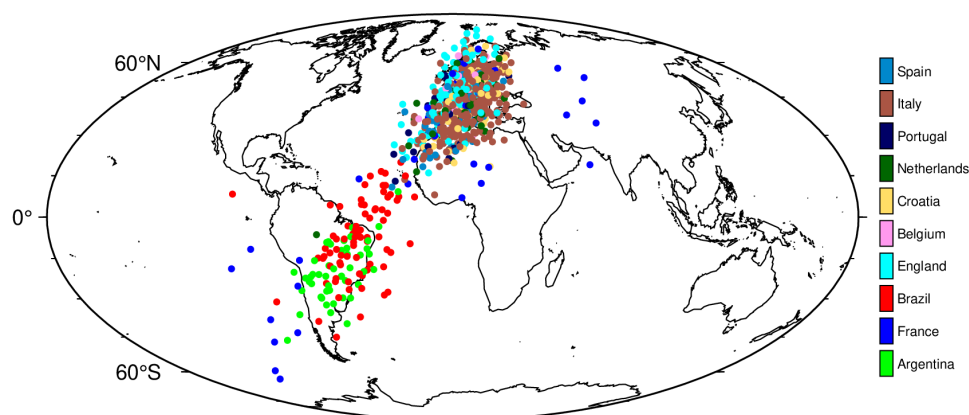 60°N
0°
60°S
Spain
Italy
Portugal
Netherlands
Croatia
Belgium
England
Brazil
France
Argentina